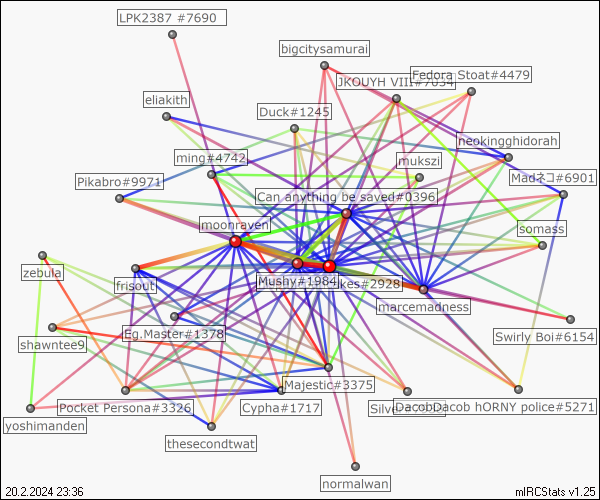 LPK2387 #7690
bigcitysamurai
Fedora Stoat#4479
JKOUYH VIII#7034
eliakith
Duck#1245
neokingghidorah
ming#4742
mukszi
Pikabro#9971
Madネコ#6901
Can anything be saved#0396
moonraven
somass
zebula
frisout
Mushy#1984
kes#2928
marcemadness
Eg.Master#1378
Swirly Boi#6154
shawntee9
Majestic#3375
Pocket Persona#3326
Cypha#1717
Silve
DacobDacob hORNY police#5271
yoshimanden
thesecondtwat
normalwan
20.2.2024 23:36
mIRCStats v1.25